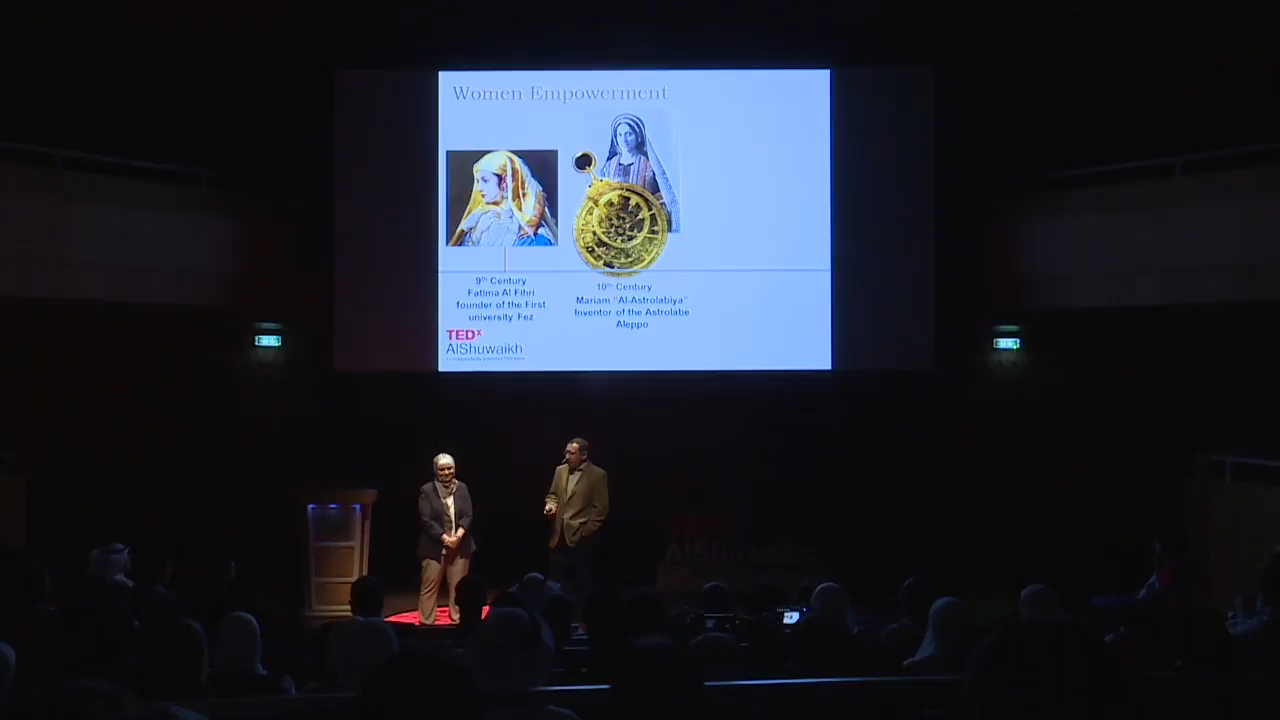 Women Empowerment
9th Century
Fatima Al Fihri
founder of the First
university Fez
10th Century
Mariam "Al-Astrolabiya"
Inventor of the Astrolabe
Aleppo
TEDx
AlShuwaikh
AlShuwaikh